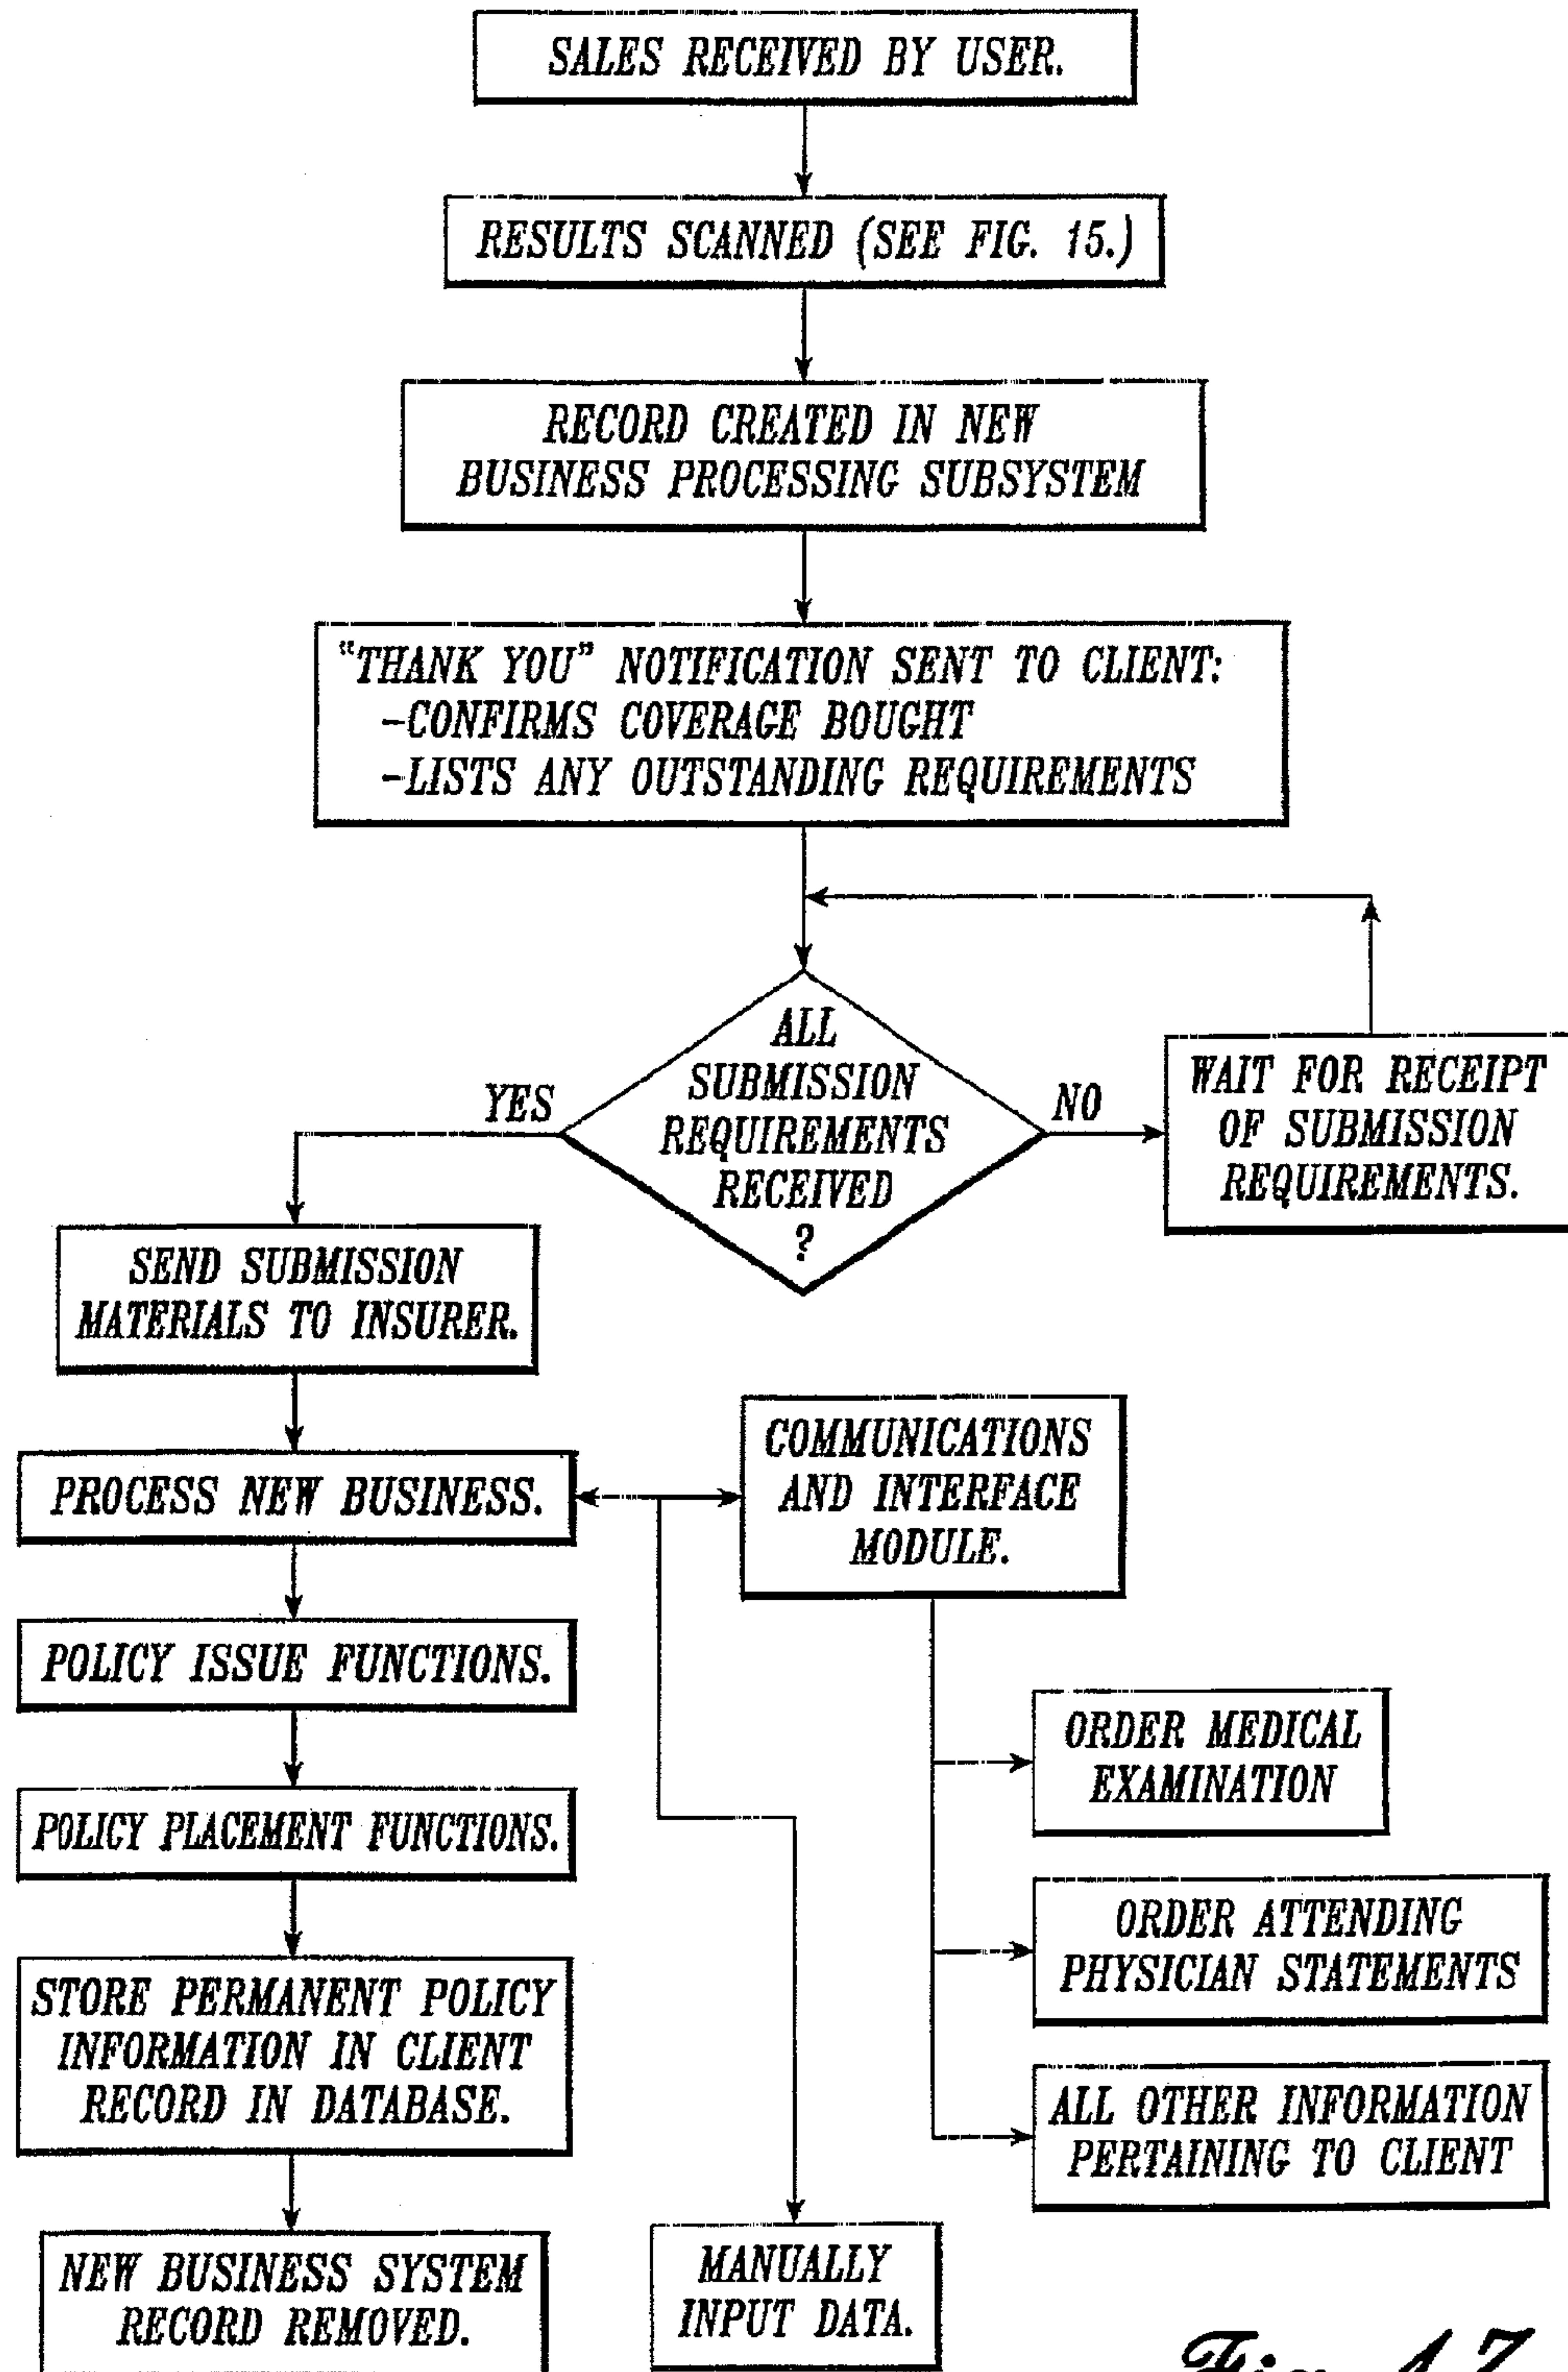 SALES RECEIVED BY USER.
RESULTS SCANNED (SEE FIG. 15.)
RECORD CREATED IN NEW
BUSINESS PROCESSING SUBSYSTEM
"THANK YOU" NOTIFICATION SENT TO CLIENT:
-CONFIRMS COVERAGE BOUGHT
-LISTS ANY OUTSTANDING REQUIREMENTS
ALL
SUBMISSION
REQUIREMENTS
RECEIVED
?
YES
NO
WAIT FOR RECEIPT
OF SUBMISSION
REQUIREMENTS.
SEND SUBMISSION
MATERIALS TO INSURER.
PROCESS NEW BUSINESS.
COMMUNICATIONS
AND INTERFACE
MODULE.
POLICY ISSUE FUNCTIONS.
ORDER MEDICAL
EXAMINATION
POLICY PLACEMENT FUNCTIONS.
ORDER ATTENDING
PHYSICIAN STATEMENTS
STORE PERMANENT POLICY
INFORMATION IN CLIENT
RECORD IN DATABASE.
ALL OTHER INFORMATION
PERTAINING TO CLIENT
NEW BUSINESS SYSTEM
RECORD REMOVED.
MANUALLY
INPUT DATA.
Fig. 17